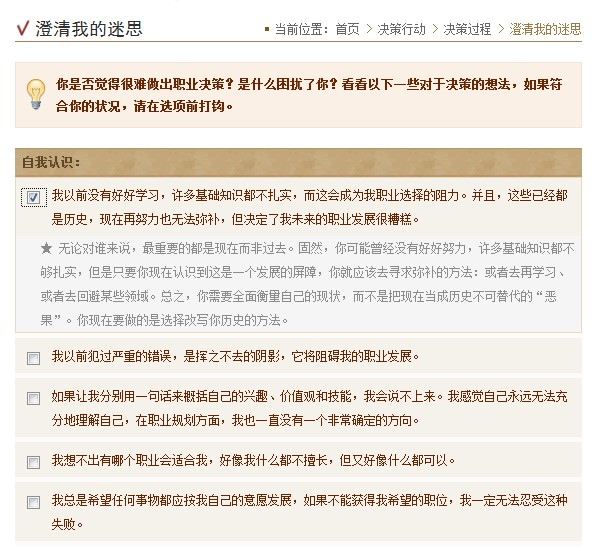 澄清我的迷思
当前位置：首页 > 决策行动 > 决策过程 > 澄清我的迷思
你是否觉得很难做出职业决策？是什么困扰了你？看看以下一些对于决策的想法，如果符
合你的状况，请在选项前打钩。
自我认识：
我以前没有好好学习，许多基础知识都不扎实，而这会成为我职业选择的阻力。并且，这些已经都
是历史，现在再努力也无法弥补，但决定了我未来的职业发展很糟糕。
★ 无论对谁来说，最重要的都是现在而非过去。固然，你可能曾经没有好好努力，许多基础知识不
够扎实，但是只要你现在认识到这是一个发展的屏障，你就应该去寻求弥补的方法：或者去再学习、
或者去回避某些领域。总之，你需要全面衡量自己的现状，而不是把现在当成历史不可替代的“恶
果”。你现在要做的是选择改写你历史的方法。
我以前犯过严重的错误，是挥之不去的阴影，它将阻碍我的职业发展。
如果让我分别用一句话来概括自己的兴趣、价值观和技能，我会说不上来。我感觉自己永远无法充
分地理解自己，在职业规划方面，我也一直没有一个非常确定的方向。
我想不出有哪个职业会适合我，好像我什么都不擅长，但又好像什么都可以。
我总是希望任何事物都应按我自己的意愿发展，如果不能获得我希望的职位，我一定无法忍受这种
失败。